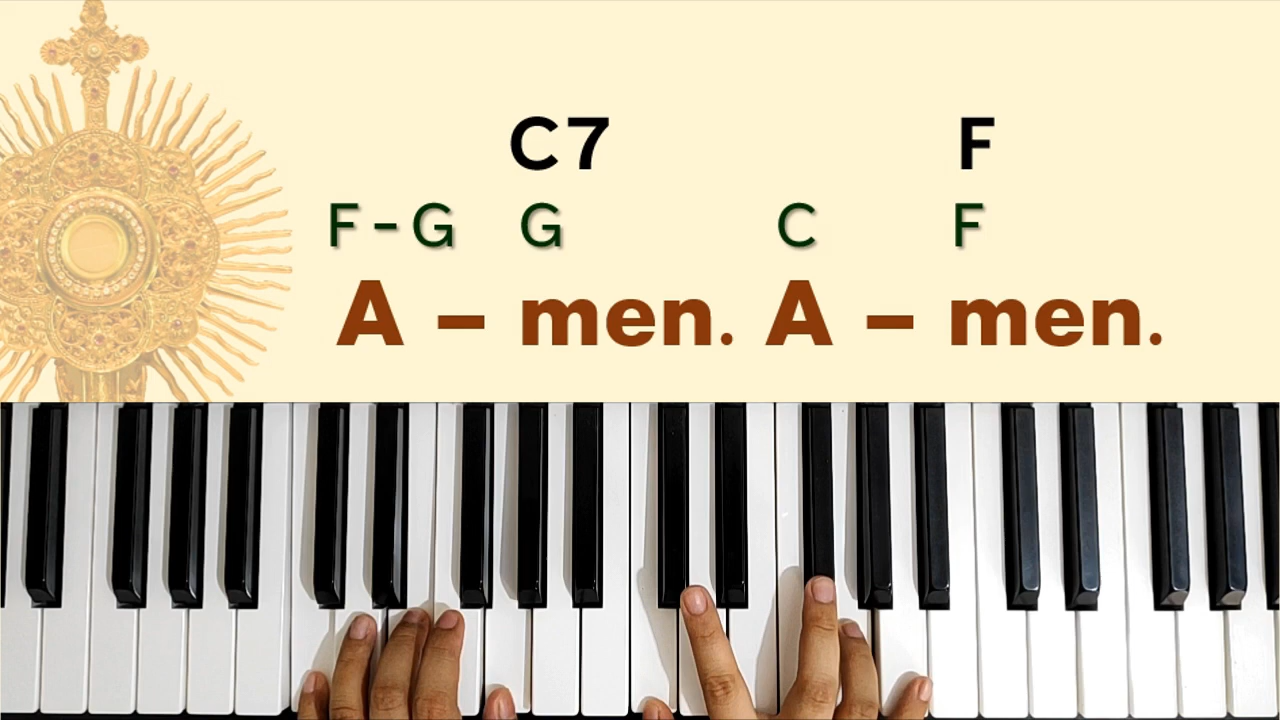 C7 F
F-G G C F
A – men. A – men.